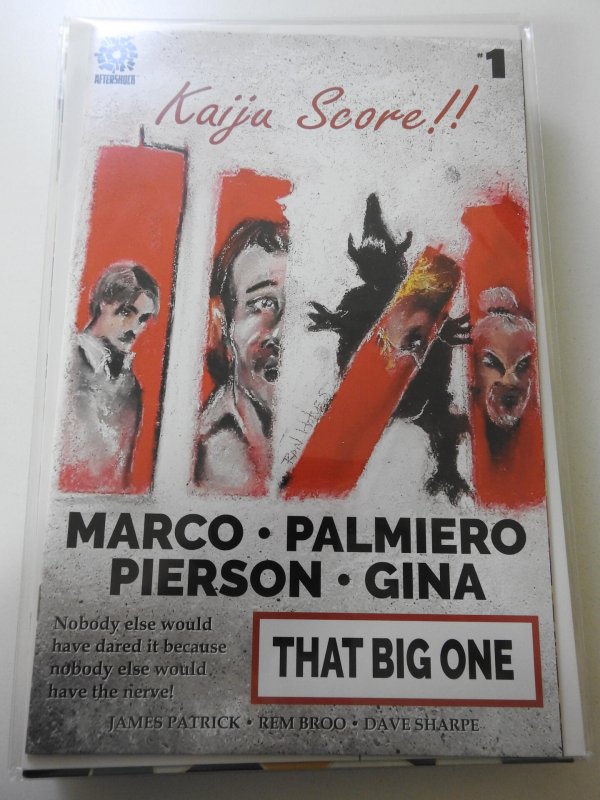 AFTERSHOCK
#1
Kaiju Score!!
MARCO • PALMIERO
PIERSON • GINA
Nobody else would
have dared it because
nobody else would
have the nerve!
THAT BIG ONE
JAMES PATRICK • REM BROO • DAVE SHARPE